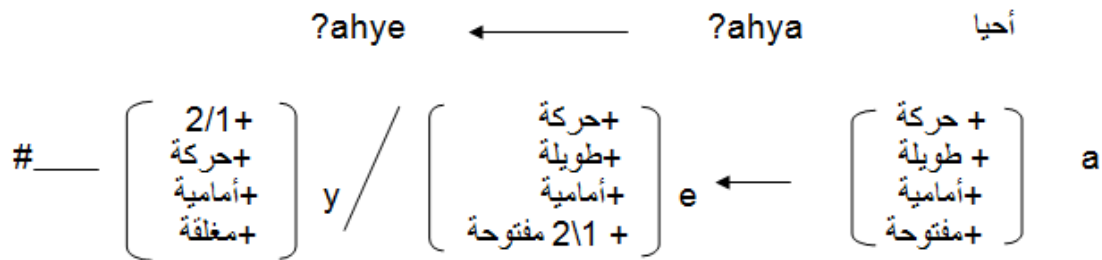 أحيا ?ahya ?ahye
a + حركة e +حركة y +2/1
+ طويلة +طويلة +حركة #___
+أمامية +أمامية +أمامية
+مفتوحة + 1\2 مفتوحة / +مغلقة